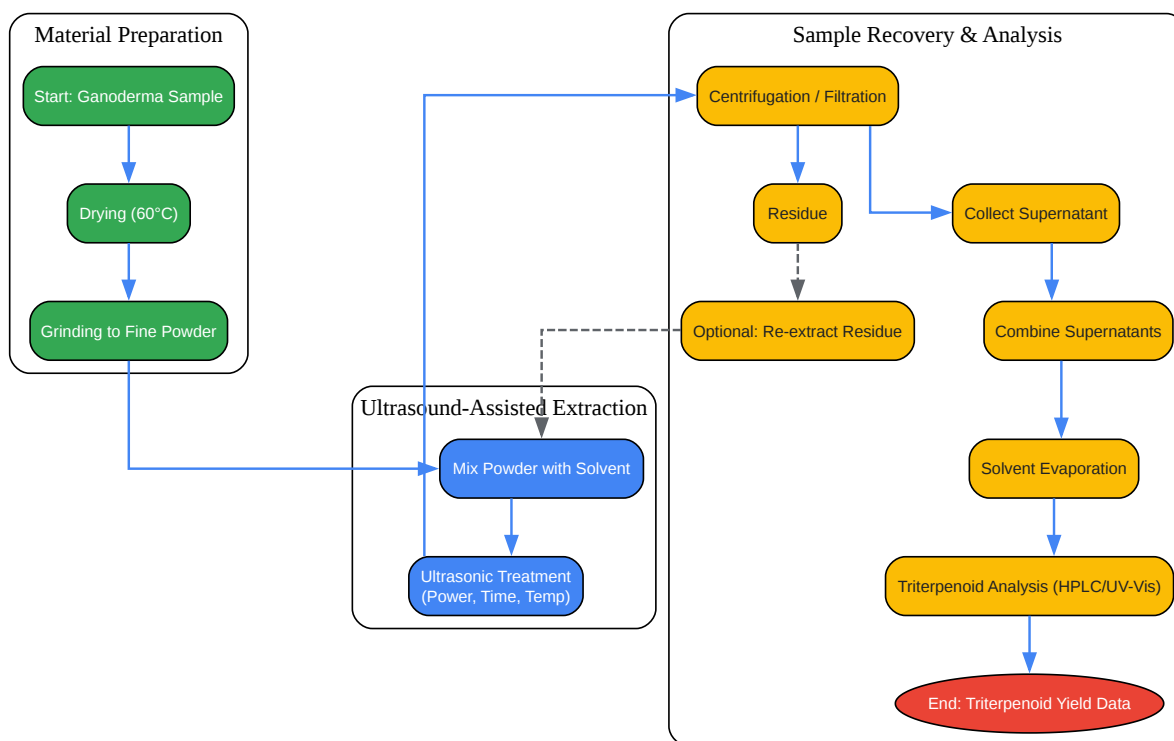 Material Preparation
Start: Ganoderma Sample
Drying (60°C)
Grinding to Fine Powder
Ultrasound-Assisted Extraction
Mix Powder with Solvent
Ultrasonic Treatment
(Power, Time, Temp)
Sample Recovery & Analysis
Centrifugation / Filtration
Residue
Collect Supernatant
Optional: Re-extract Residue
Combine Supernatants
Solvent Evaporation
Triterpenoid Analysis (HPLC/UV-Vis)
End: Triterpenoid Yield Data